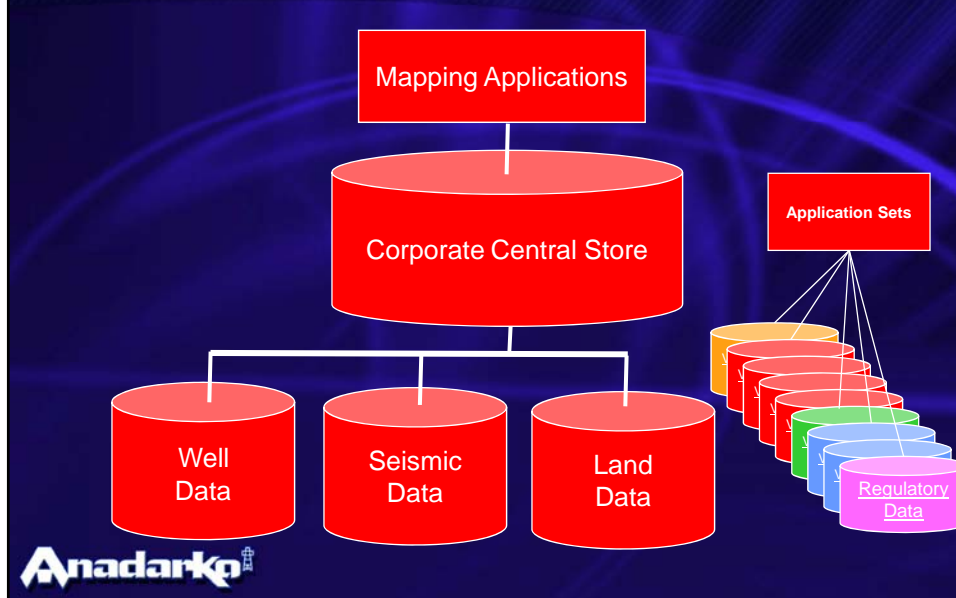 Mapping Applications
Corporate Central Store
Application Sets
Well
Data
Seismic
Data
Land
Data
Regulatory
Data
Anadarko